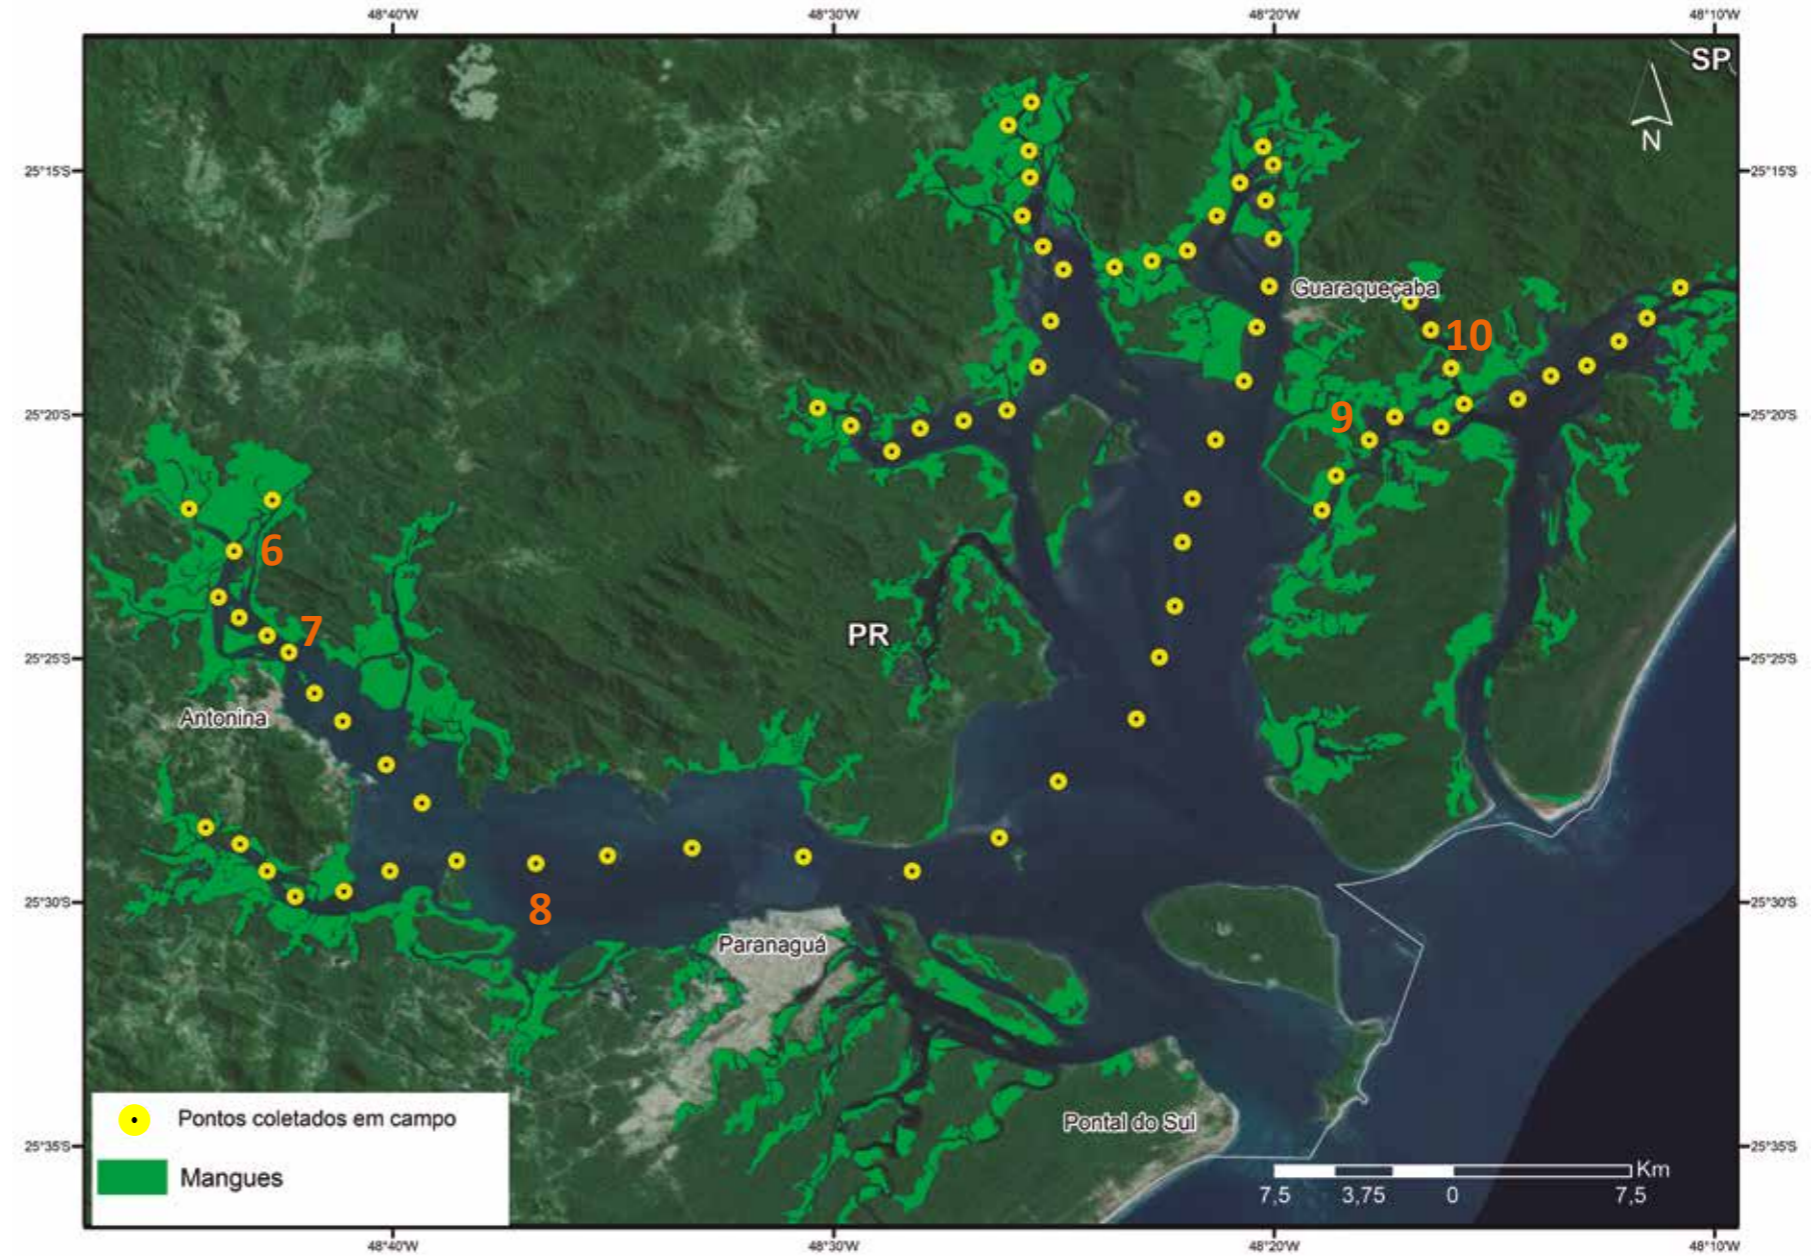 48°40'W 48°30'W 48°20'W 48°10'W
SP
N
25°15'S 25°15'S
Guaraqueçaba
10
25°20'S 9 25°20'S
6
7 PR
25°25'S 25°25'S
Antonina
25°30'S 8 25°30'S
Paranaguá
Pontos coletados em campo
Pontal do Sul
25°35'S 25°35'S
Mangues
Km
7,5 3,75 0 7,5
48°40'W 48°30'W 48°20'W 48°10'W